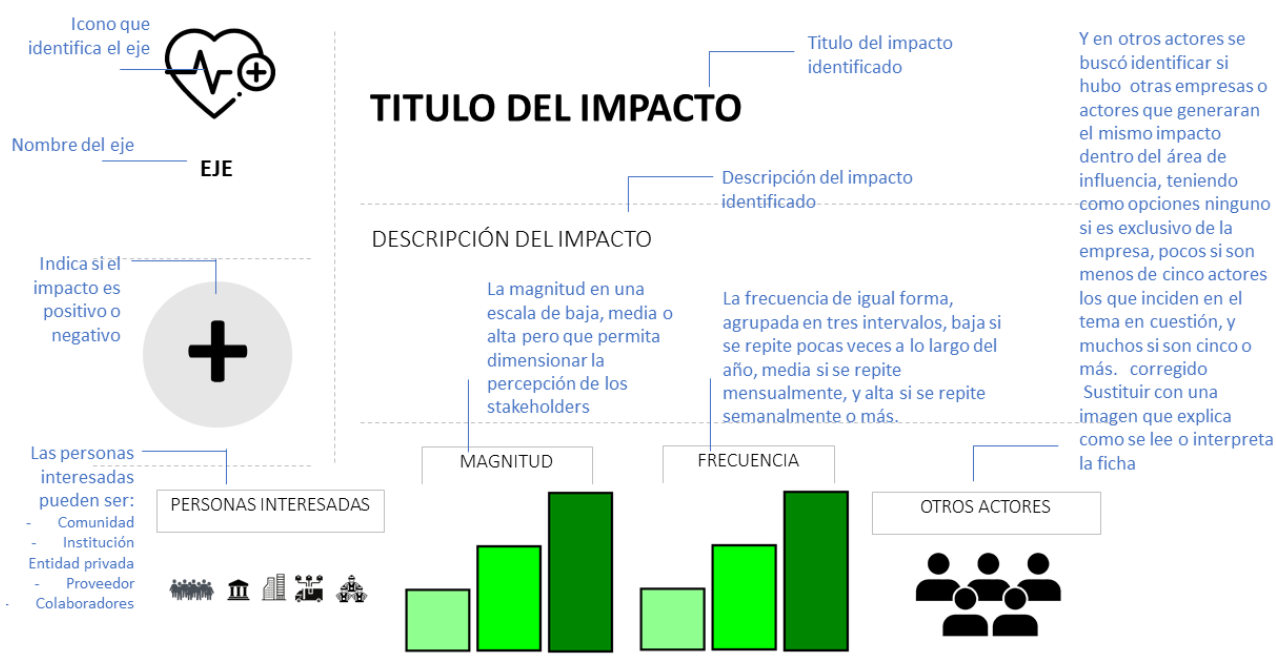 Icono que
identifica el eje
Nombre del eje
EJE
Titulo del impacto
identificado
TITULO DEL IMPACTO
Descripción del impacto
identificado
DESCRIPCIÓN DEL IMPACTO
Indica si el
impacto es
positivo o
negativo
La magnitud en una
escala de baja, media o
alta pero que permita
dimensionar la
percepción de los
stakeholders
La frecuencia de igual forma,
agrupada en tres intervalos, baja si
se repite pocas veces a lo largo del
año, media si se repite
mensualmente, y alta si se repite
semanalmente o más.
Y en otros actores se
buscó identificar si
hubo otras empresas o
actores que generaran
el mismo impacto
dentro del área de
influencia, teniendo
como opciones ninguno
si es exclusivo de la
empresa, pocos si son
menos de cinco actores
los que inciden en el
tema en cuestión, y
muchos si son cinco o
más. corregido
Sustituir con una
imagen que explica
como se lee o interpreta
la ficha
Las personas
interesadas
pueden ser:
- Comunidad
- Institución
Entidad privada
- Proveedor
- Colaboradores
PERSONAS INTERESADAS
MAGNITUD
FRECUENCIA
OTROS ACTORES